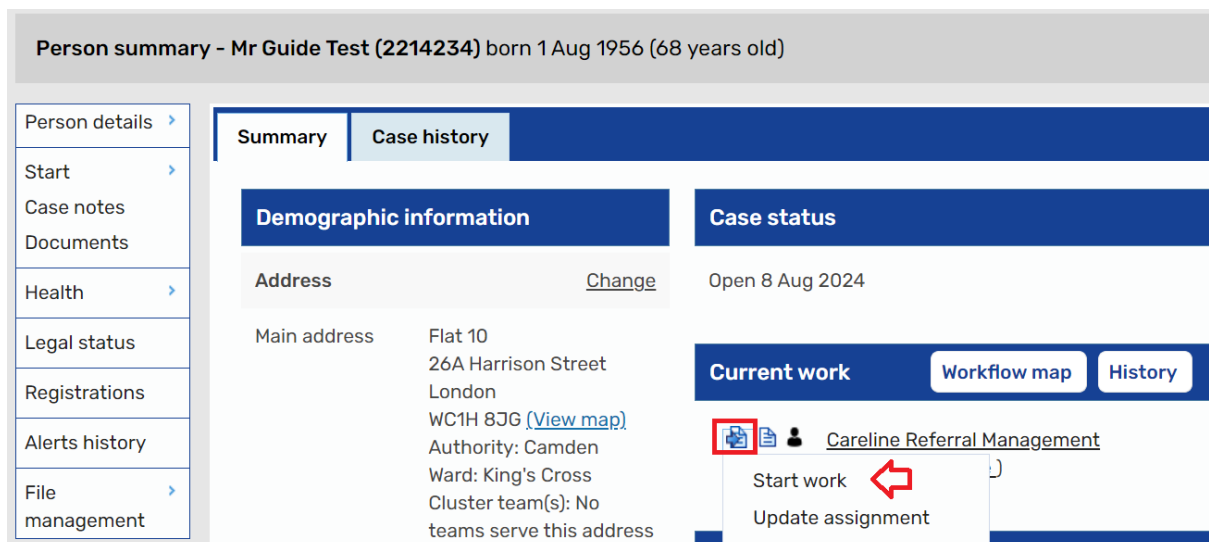 Person summary - Mr Guide Test (2214234) born 1 Aug 1956 (68 years old)
Person details
Start
Case notes
Documents
Health
Legal status
Registrations
Alerts history
File
management
Summary
Case history
Demographic information
Address
Change
Main address
Flat 10
26A Harrison Street
London
WC1H 8JG (View map)
Authority: Camden
Ward: King's Cross
Cluster team(s): No
teams serve this address
Case status
Open 8 Aug 2024
Current work
Workflow map
History
Careline Referral Management
)
Start work
Update assignment